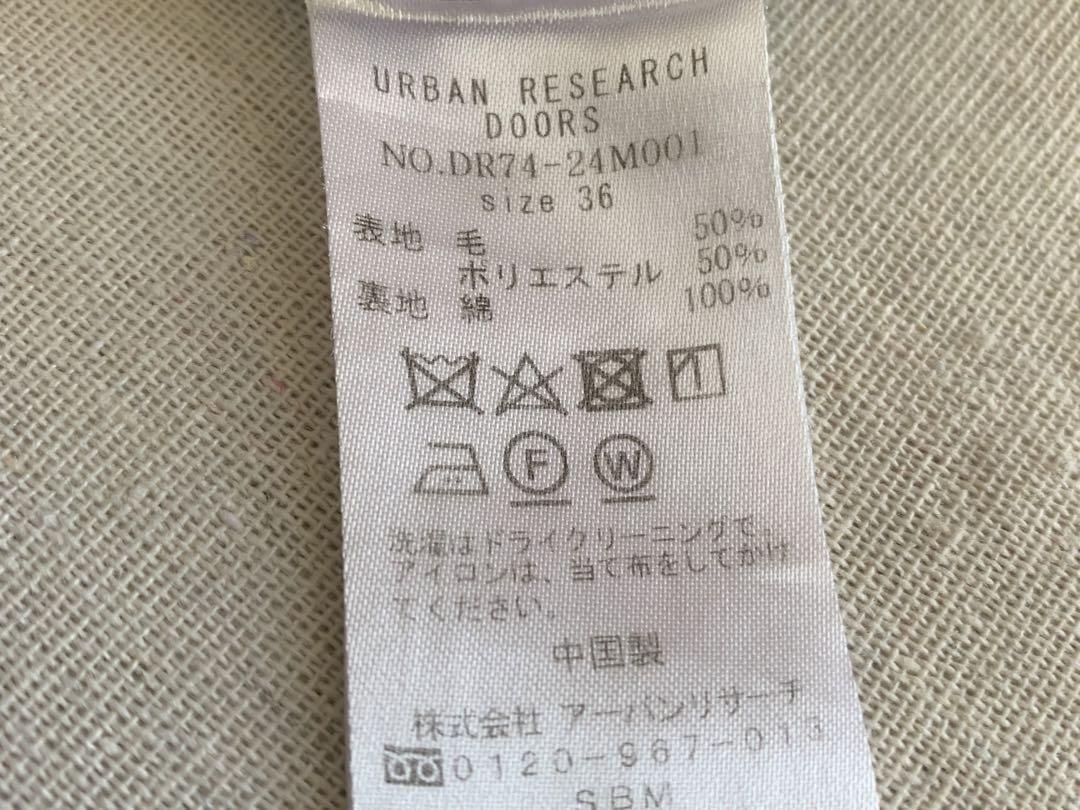 URBAN RESEARCH
DOORS
NO.DR74-24M001
size 36
表地 毛 50%
ポリエステル 50%
裏地 綿 100%
F W
洗濯はドライクリーニングで、
アイロンは、当て布をしてかけ
てください。
中国製
株式会社 アーバンリサーチ
0120-967-013
SBM